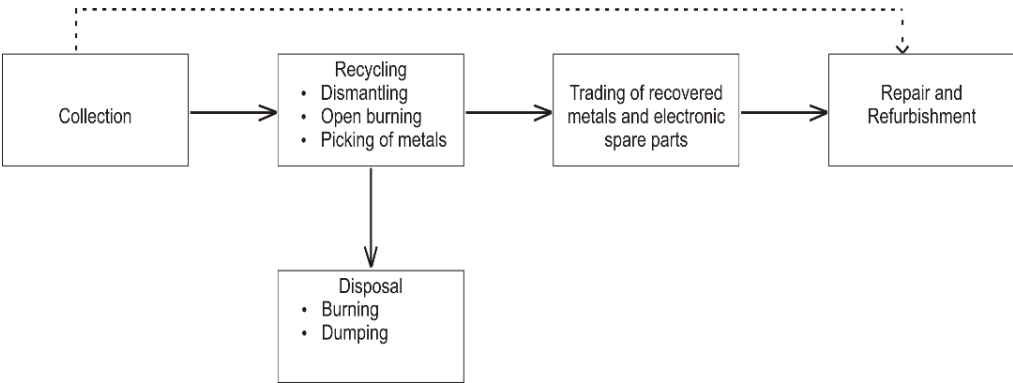 Collection
Recycling
• Dismantling
• Open burning
• Picking of metals
Trading of recovered
metals and electronic
spare parts
Repair and
Refurbishment
Disposal
• Burning
• Dumping